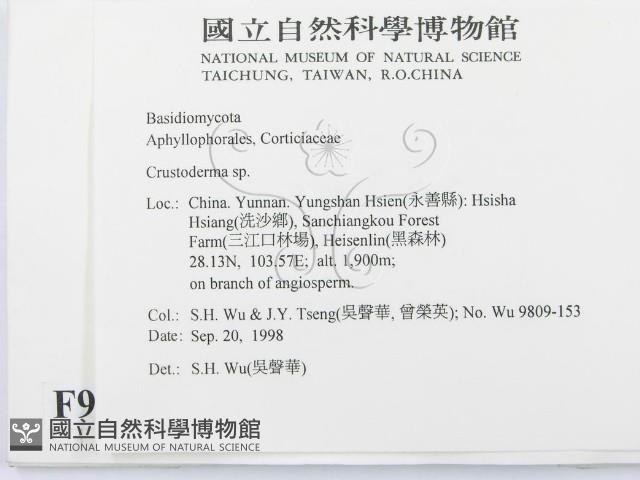 國立自然科學博物館
NATIONAL MUSEUM OF NATURAL SCIENCE
TAICHUNG, TAIWAN, R.O.CHINA
Basidiomycota
Aphyllophorales, Corticiaceae
Crustoderma sp.
Loc.: China. Yunnan. Yungshan Hsien(永善縣): Hsisha
Hsiang(洗沙鄉), Sanchiangkou Forest
Farm(三江口林場), Heisenlin(黑森林)
28.13N, 103.57E; alt. 1,900m;
on branch of angiosperm.
Col.: S.H. Wu & J.Y. Tseng(吳聲華, 曾榮英); No. Wu 9809-153
Date: Sep. 20, 1998
Det.: S.H. Wu(吳聲華)
F9
國立自然科學博物館
NATIONAL MUSEUM OF NATURAL SCIENCE